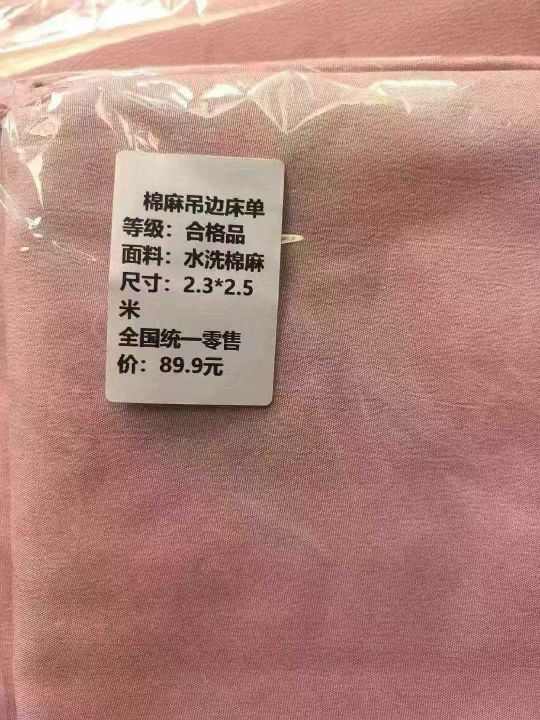 棉麻吊边床单
等级：合格品
面料：水洗棉麻
尺寸：2.3*2.5
米
全国统一零售
价：89.9元